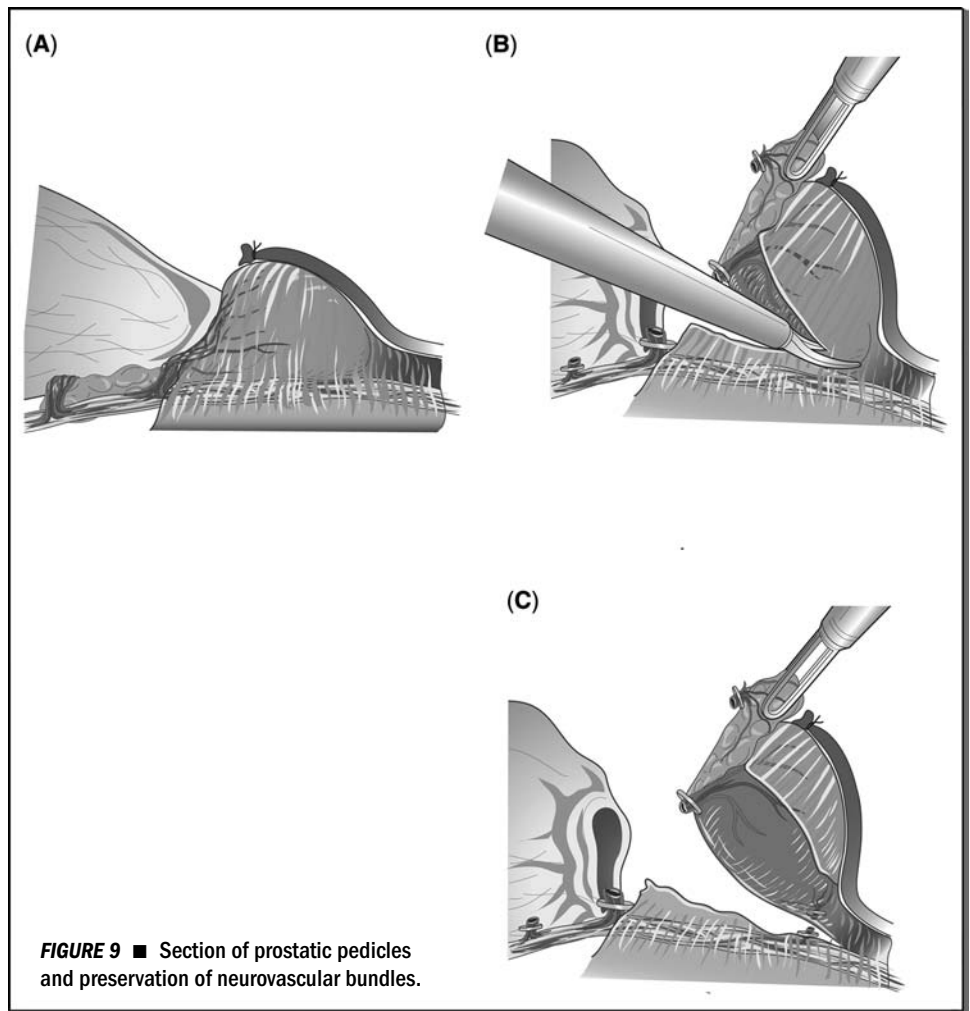 (A)
(B)
(C)
FIGURE 9 ■ Section of prostatic pedicles
and preservation of neurovascular bundles.